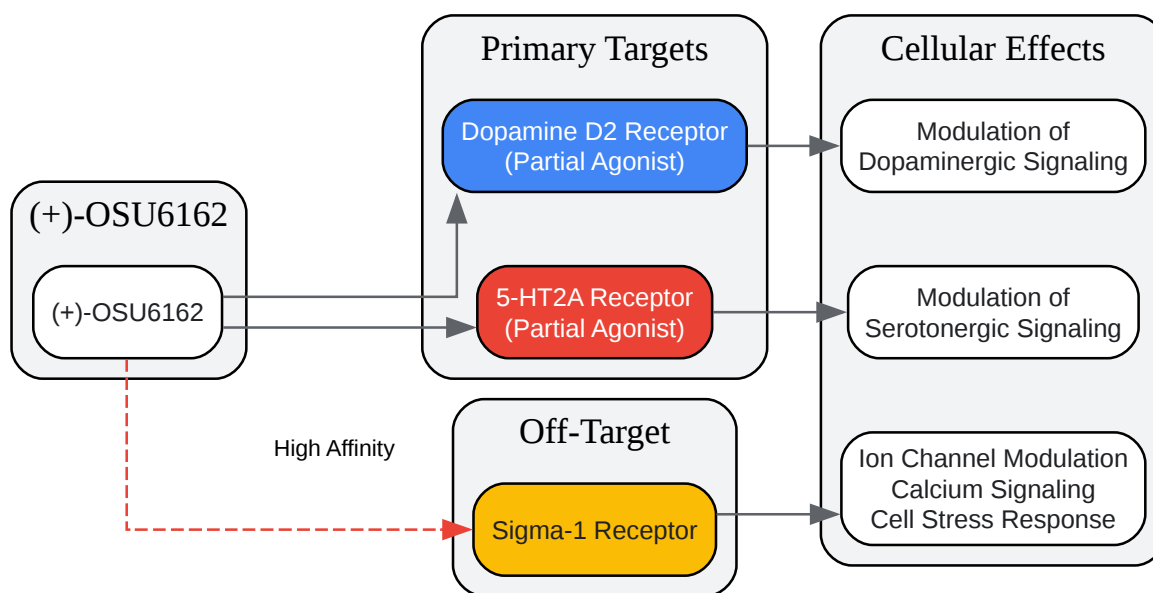 (+)-OSU6162
(+)-OSU6162
Primary Targets
Dopamine D2 Receptor
(Partial Agonist)
5-HT2A Receptor
(Partial Agonist)
High Affinity
Off-Target
Sigma-1 Receptor
Cellular Effects
Modulation of
Dopaminergic Signaling
Modulation of
Serotonergic Signaling
Ion Channel Modulation
Calcium Signaling
Cell Stress Response